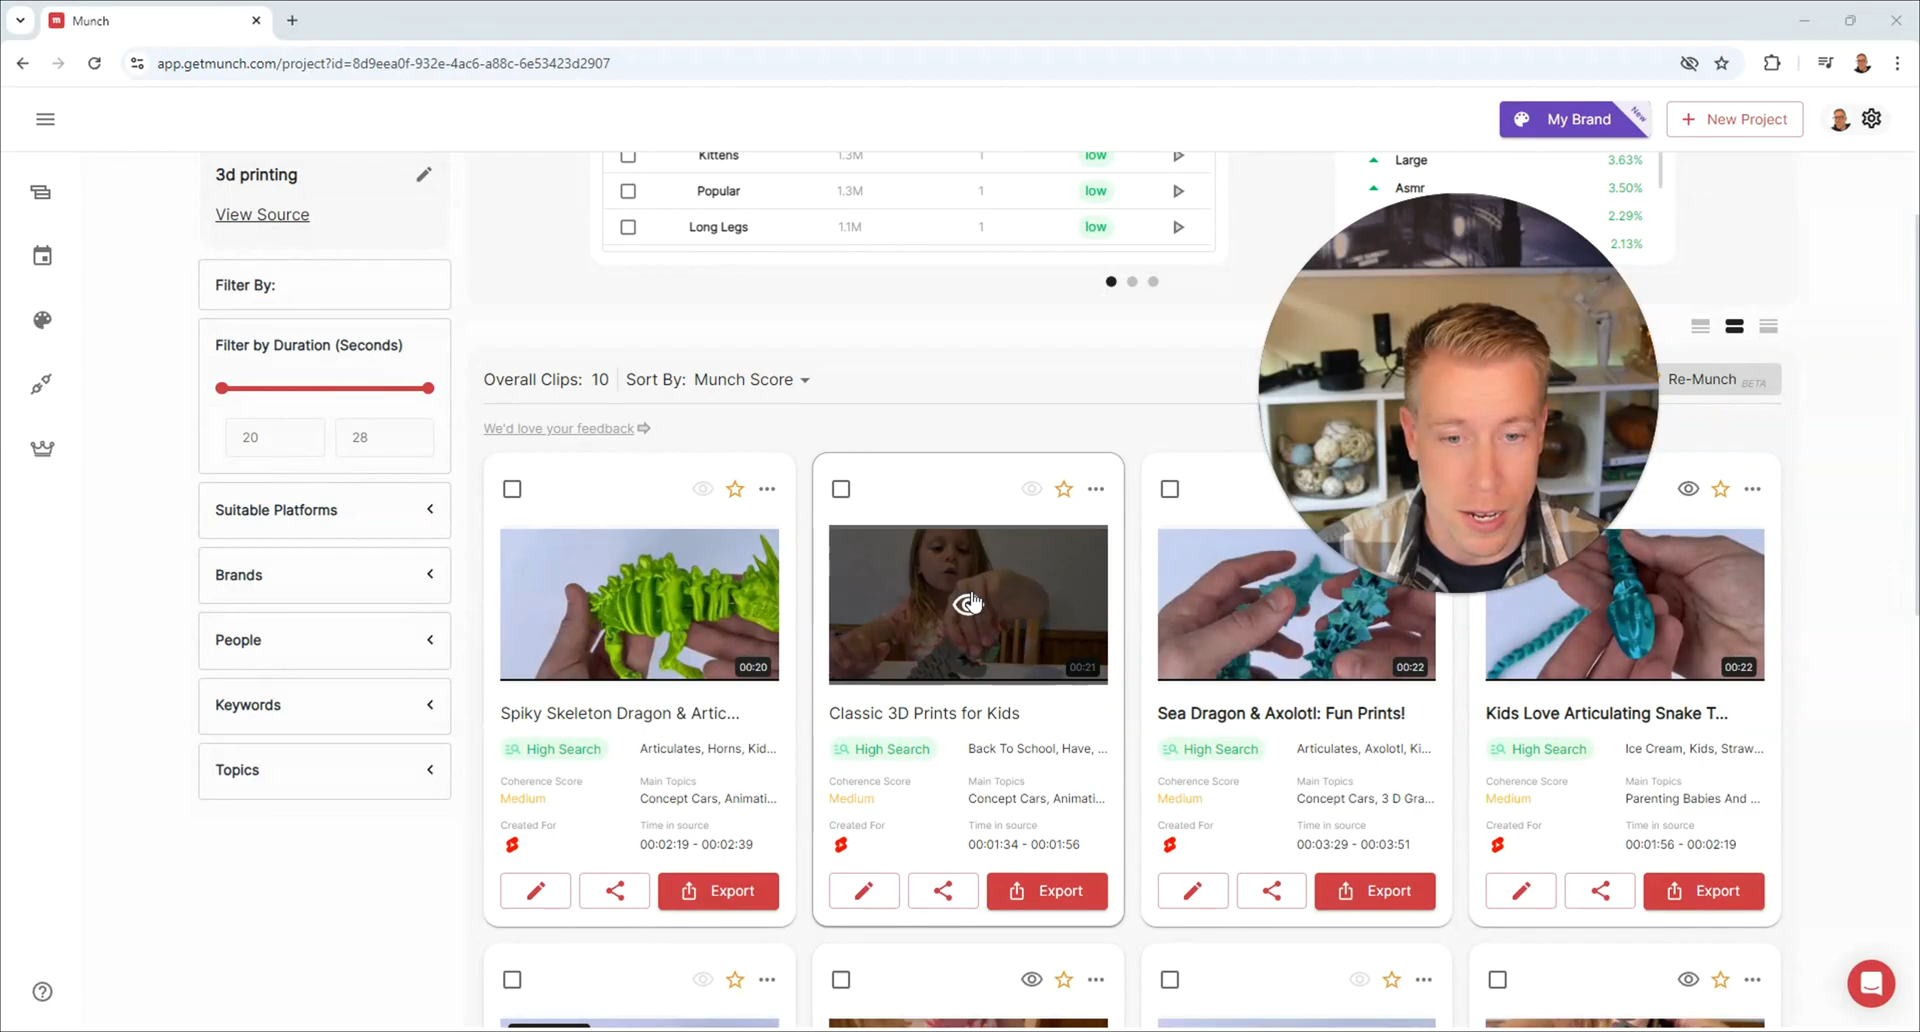 Munch
app.getmunch.com/project?id=8d9eea0f-932e-4ac6-a88c-6e53423d2907
My Brand
New
New Project
3d printing
View Source
Kittens 1.3M 1 low
Popular 1.3M 1 low
Long Legs 1.1M 1 low
Large 3.63%
Asmr 3.50%
2.29%
2.13%
Filter By:
Filter by Duration (Seconds)
20 28
Suitable Platforms
Brands
People
Keywords
Topics
Overall Clips: 10 Sort By: Munch Score
Re-Munch BETA
We'd love your feedback
00:20 00:21 00:22 00:22
Spiky Skeleton Dragon & Artic...
High Search Articulates, Horns, Kid...
Coherence Score Main Topics
Medium Concept Cars, Animati...
Created For Time in source
00:02:19 - 00:02:39
Export
Classic 3D Prints for Kids
High Search Back To School, Have, ...
Coherence Score Main Topics
Medium Concept Cars, Animati...
Created For Time in source
00:01:34 - 00:01:56
Export
Sea Dragon & Axolotl: Fun Prints!
High Search Articulates, Axolotl, Ki...
Coherence Score Main Topics
Medium Concept Cars, 3 D Gra...
Created For Time in source
00:03:29 - 00:03:51
Export
Kids Love Articulating Snake T...
High Search Ice Cream, Kids, Straw...
Coherence Score Main Topics
Medium Parenting Babies And ...
Created For Time in source
00:01:56 - 00:02:19
Export